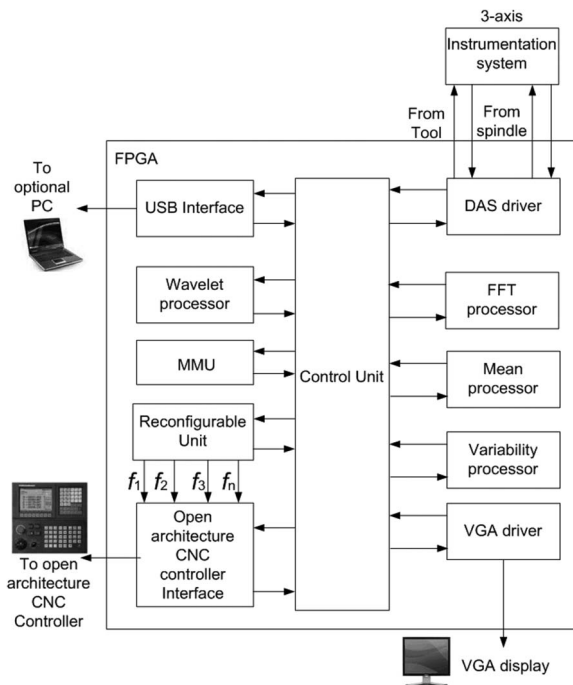 3-axis
Instrumentation
system
From
Tool
From
spindle
FPGA
To
optional
PC
USB Interface
DAS driver
Wavelet
processor
FFT
processor
MMU
Control Unit
Mean
processor
Reconfigurable
Unit
Variability
processor
f1 f2 f3 fn
Open
architecture
CNC
controller
Interface
VGA driver
To open
architecture
CNC
Controller
VGA display